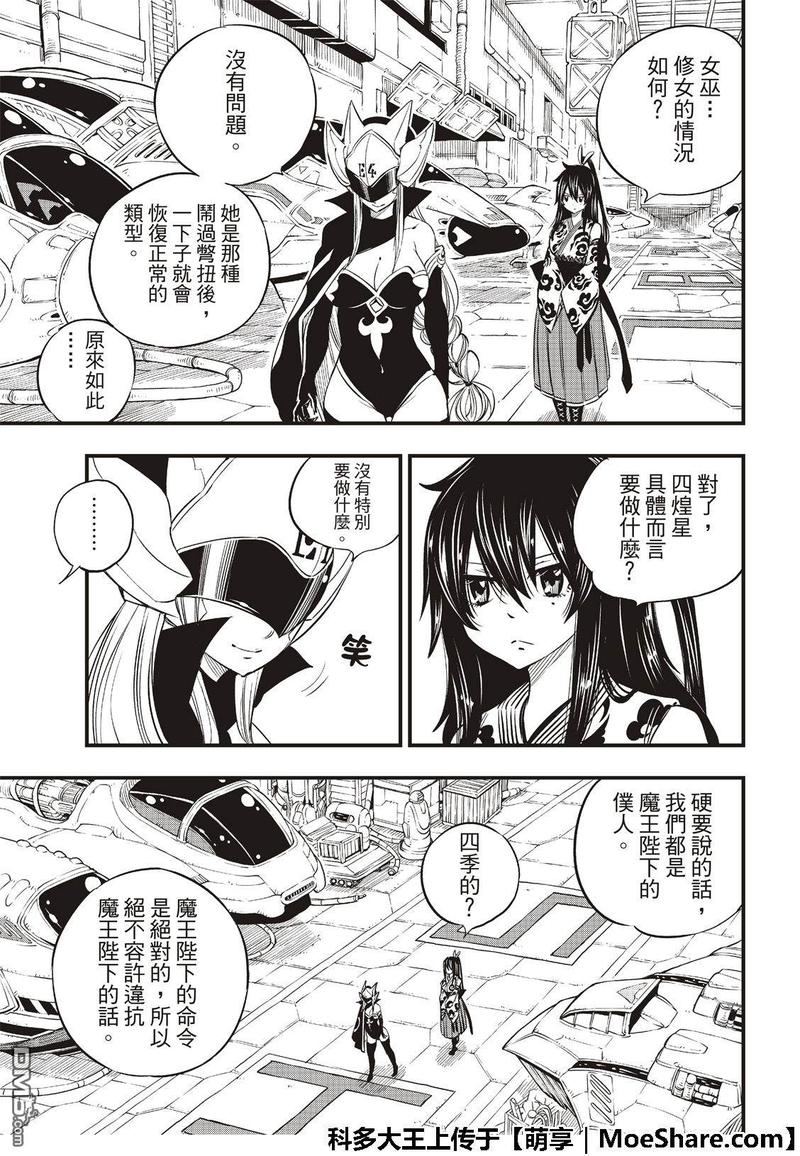 女巫…
修女的情況
如何？
沒有問題。
她是那種
鬧過彆扭後，
一下子就會
恢復正常的
類型。
原來如此
……
E4
對了，
四煌星
具體而言
要做什麼？
沒有特別
要做什麼。
E4
………
笑
硬要說的話，
我們都是
魔王陛下的
僕人。
四季的？
魔王陛下的命令
是絕對的，所以
絕不容許違抗
魔王陛下的話。
DM5.com
科多大王上传于【萌享｜MoeShare.com】